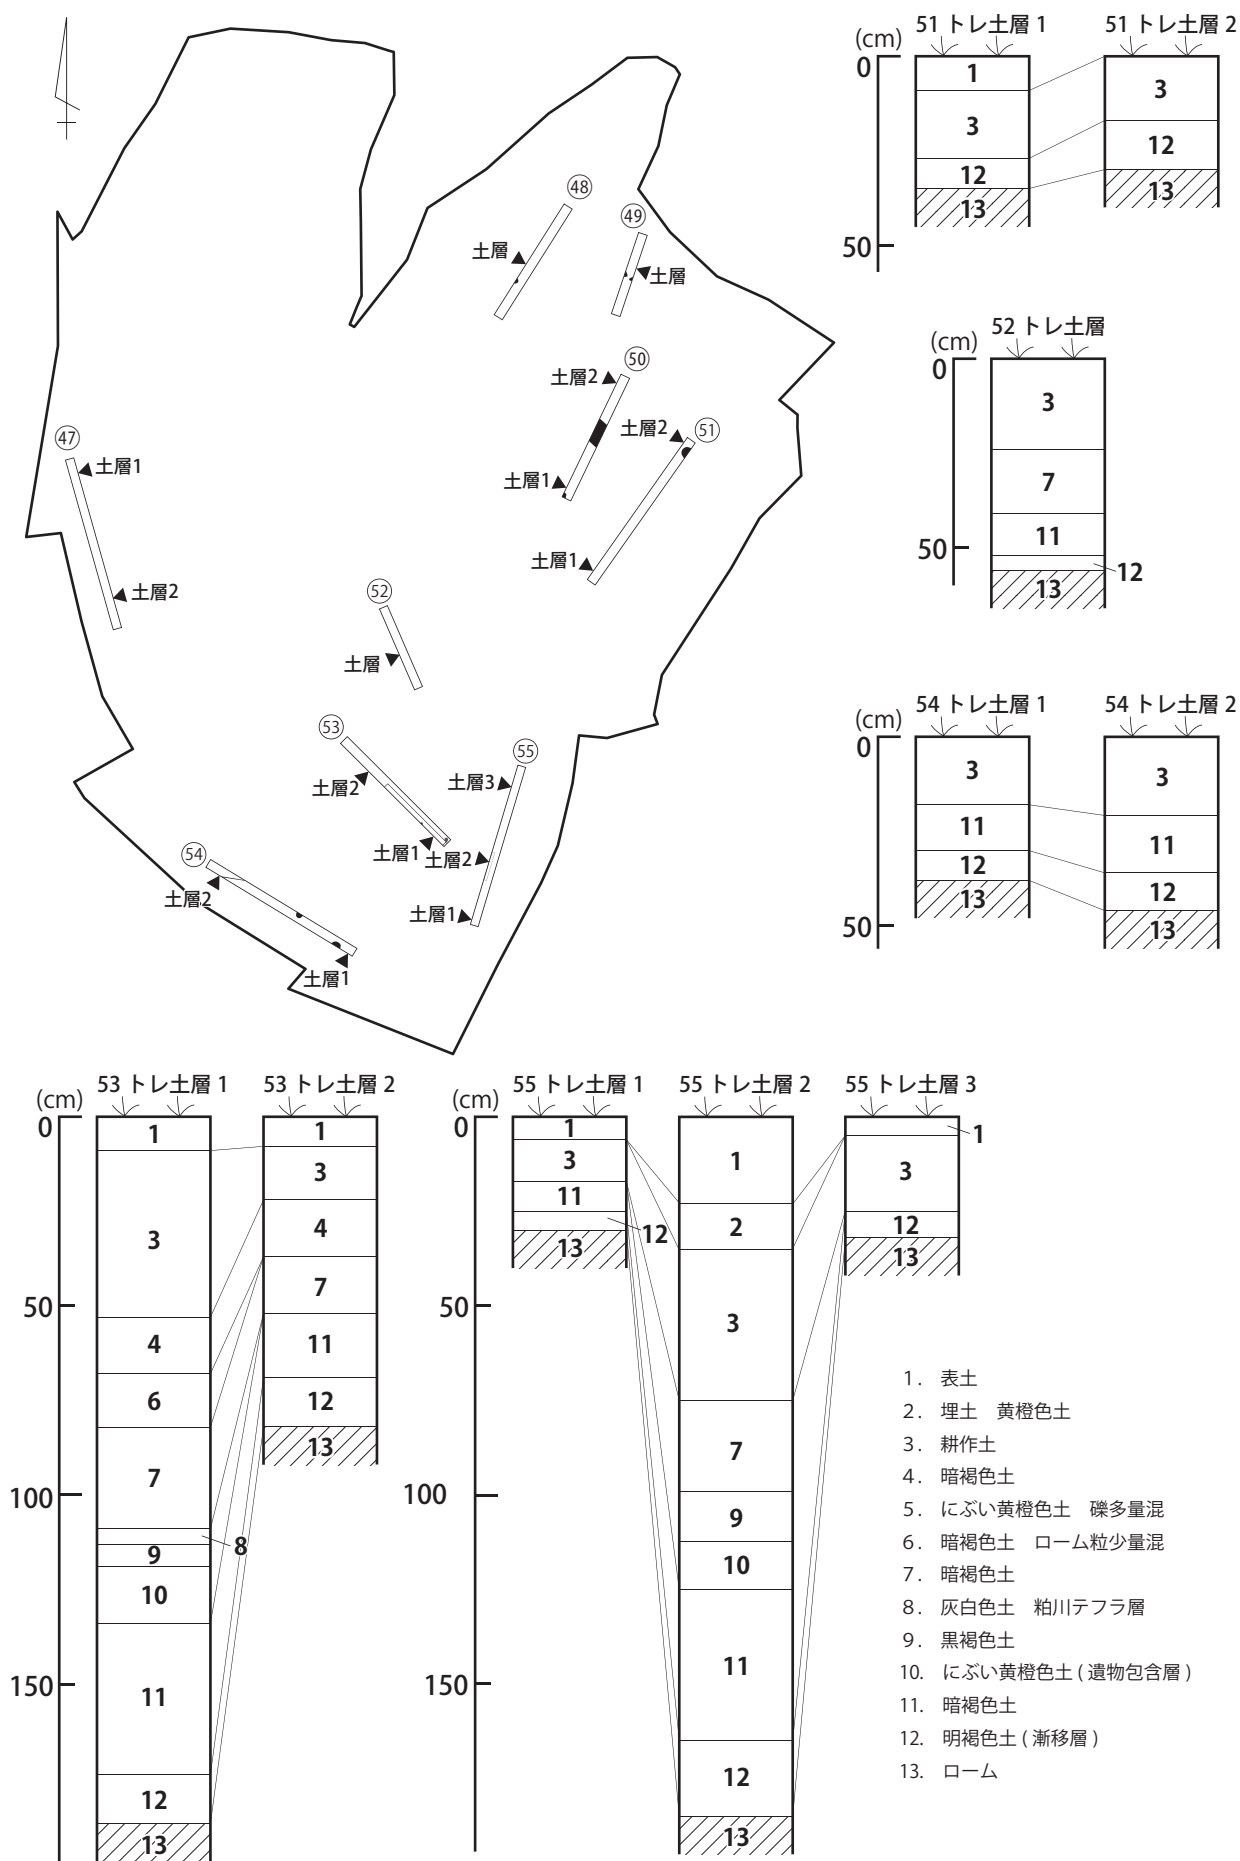 51 トレ土層 1
51 トレ土層 2
(cm)
0
50
1
3
12
13
3
12
13
48
土層
49
土層
50
土層2
土層1
51
土層2
土層1
47
土層1
土層2
52
土層
53
土層2
土層1
55
土層3
土層2
土層1
54
土層2
土層1
52 トレ土層
(cm)
0
50
3
7
11
12
13
54 トレ土層 1
54 トレ土層 2
(cm)
0
50
3
11
12
13
3
11
12
13
53 トレ土層 1
53 トレ土層 2
(cm)
0
50
100
150
1
3
4
6
7
8
9
10
11
12
13
1
3
4
7
11
12
13
55 トレ土層 1
55 トレ土層 2
55 トレ土層 3
(cm)
0
50
100
150
1
3
11
12
13
1
2
3
7
9
10
11
12
13
1
3
12
13
1. 表土
2. 埋土 黄橙色土
3. 耕作土
4. 暗褐色土
5. にぶい黄橙色土 礫多量混
6. 暗褐色土 ローム粒少量混
7. 暗褐色土
8. 灰白色土 粕川テフラ層
9. 黒褐色土
10. にぶい黄橙色土 ( 遺物包含層 )
11. 暗褐色土
12. 明褐色土 ( 漸移層 )
13. ローム